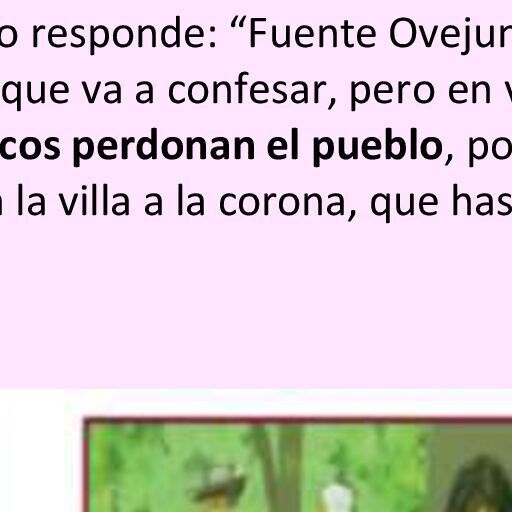 o responde: “Fuente Ovejun
que va a confesar, pero en v
cos perdonan el pueblo, po
la villa a la corona, que has